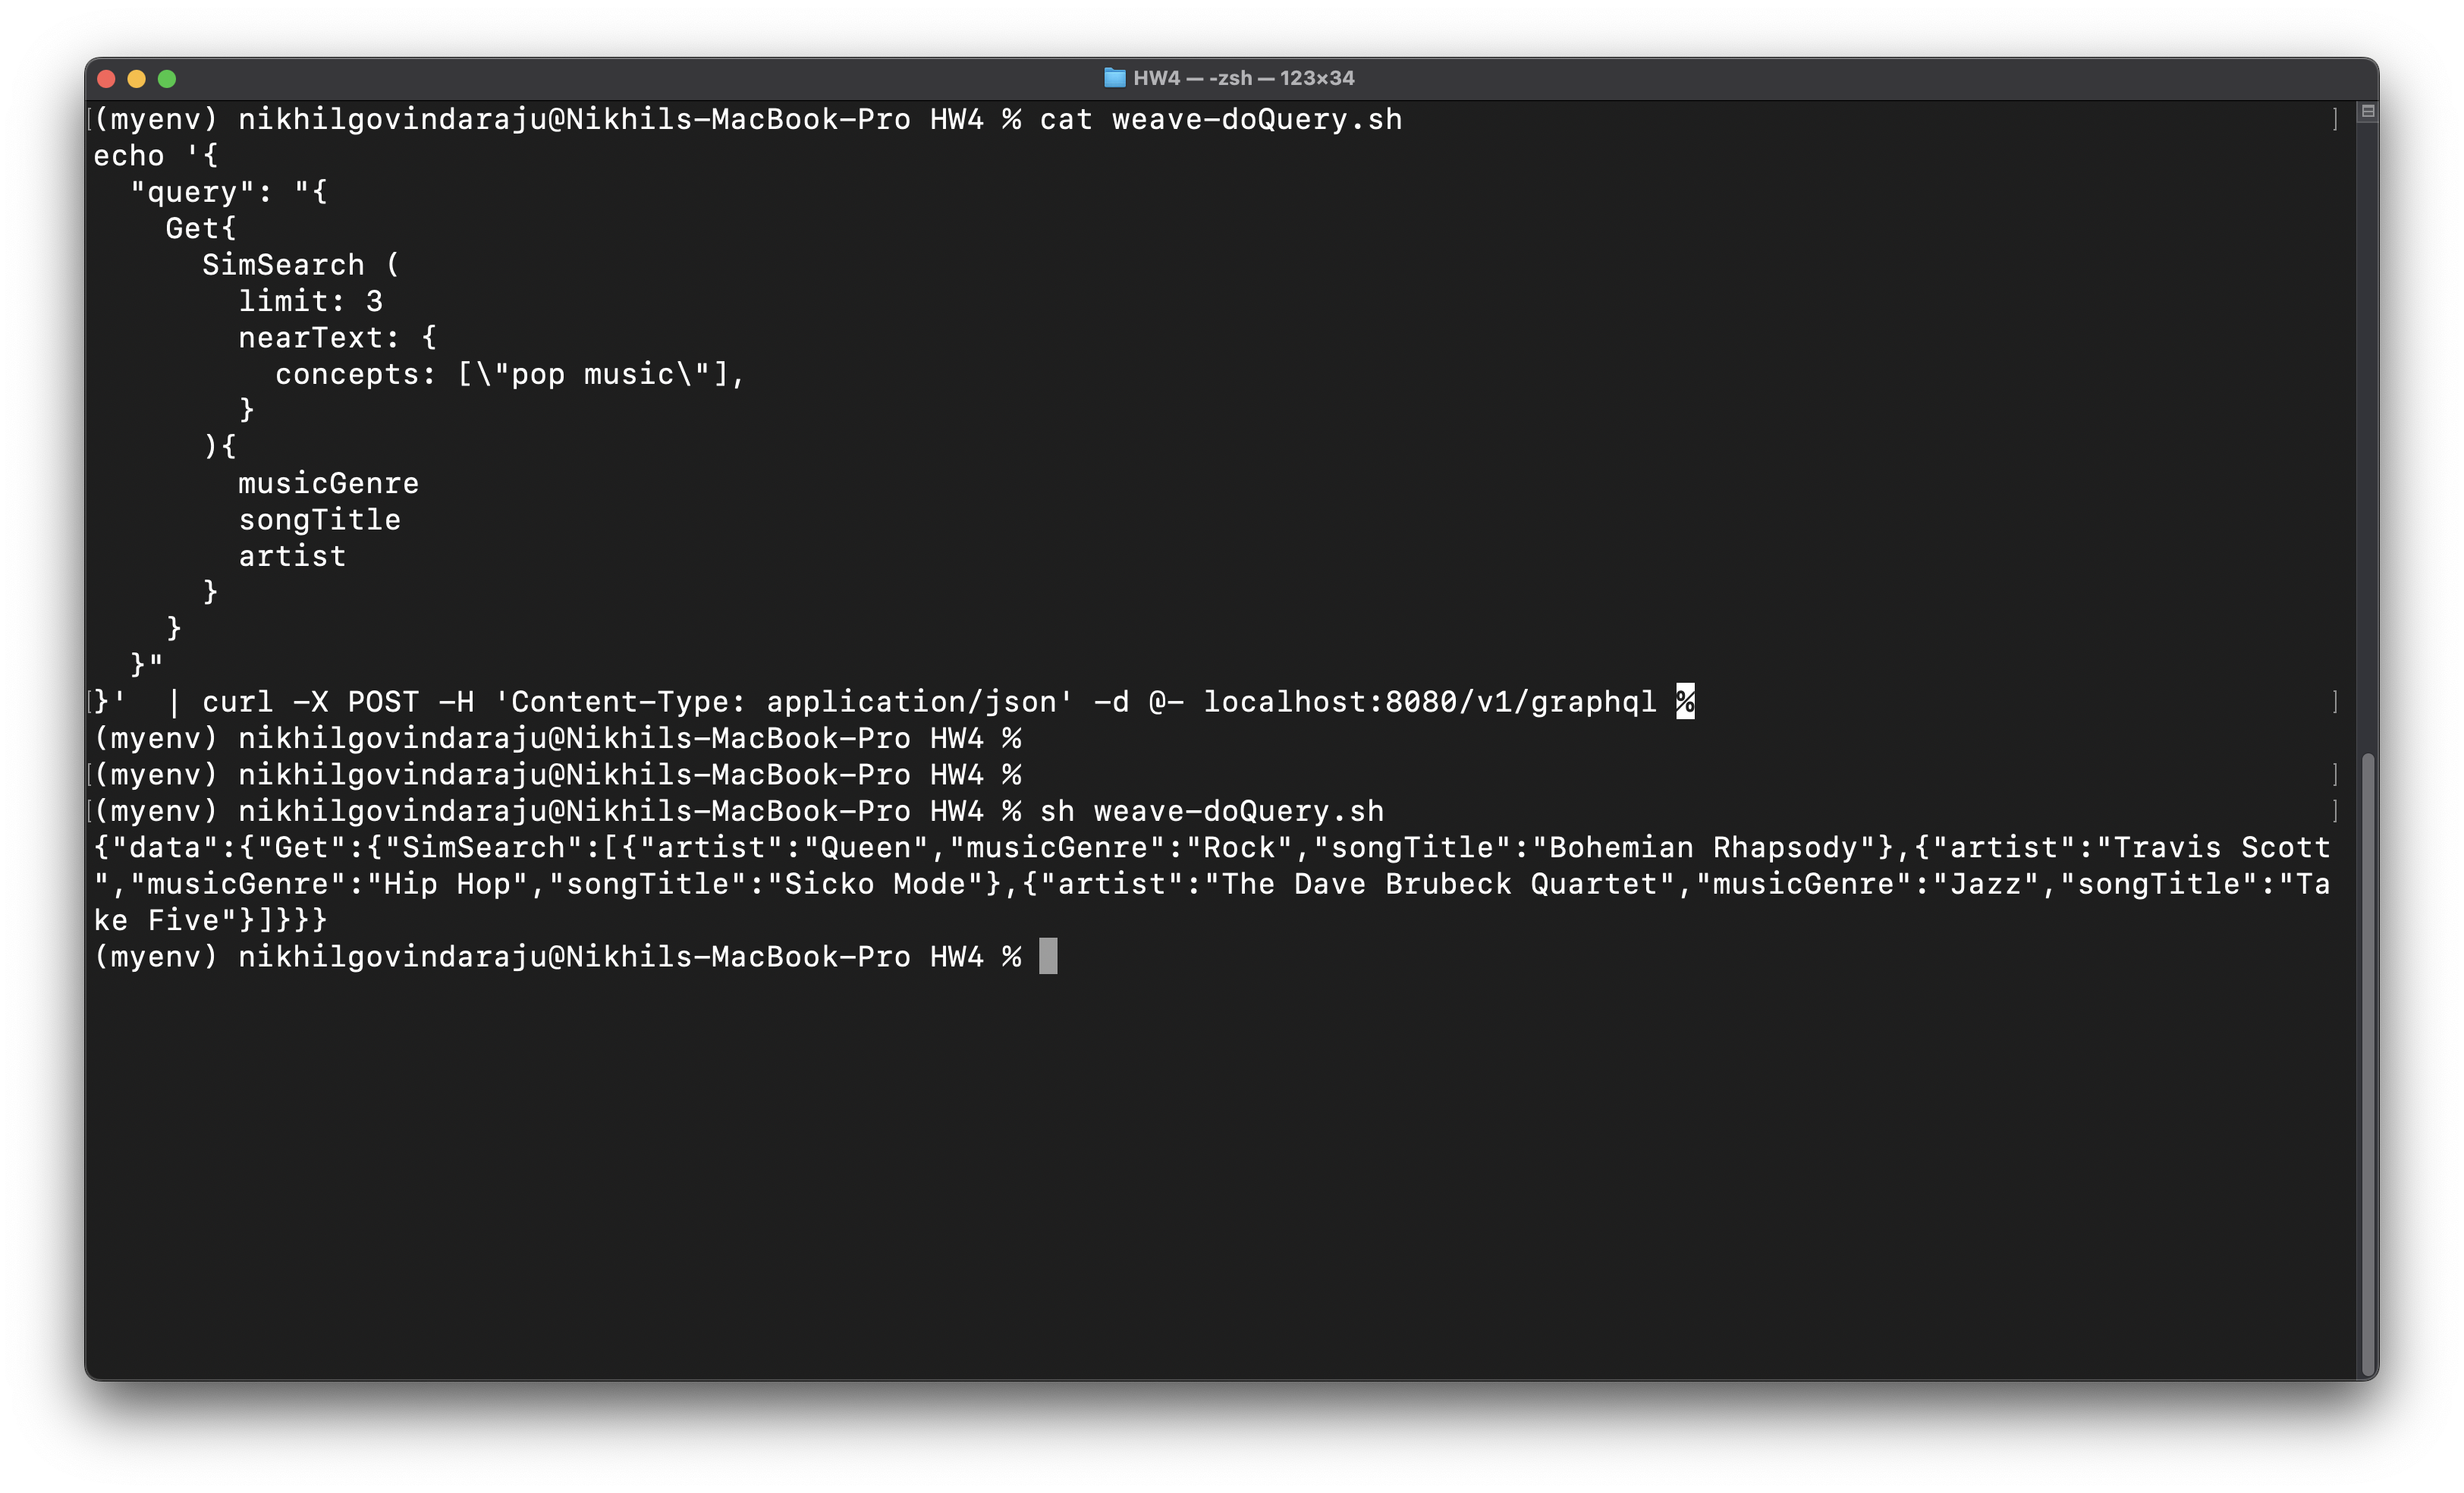 HW4 — -zsh — 123×34
(myenv) nikhilgovindaraju@Nikhils-MacBook-Pro HW4 % cat weave-doQuery.sh
echo '{
  "query": "{
    Get{
      SimSearch (
        limit: 3
        nearText: {
          concepts: [\"pop music\"],
        }
      ){
        musicGenre
        songTitle
        artist
      }
    }
  }"
}'  | curl -X POST -H 'Content-Type: application/json' -d @- localhost:8080/v1/graphql %
(myenv) nikhilgovindaraju@Nikhils-MacBook-Pro HW4 %
(myenv) nikhilgovindaraju@Nikhils-MacBook-Pro HW4 %
(myenv) nikhilgovindaraju@Nikhils-MacBook-Pro HW4 % sh weave-doQuery.sh
{"data":{"Get":{"SimSearch":[{"artist":"Queen","musicGenre":"Rock","songTitle":"Bohemian Rhapsody"},{"artist":"Travis Scott
","musicGenre":"Hip Hop","songTitle":"Sicko Mode"},{"artist":"The Dave Brubeck Quartet","musicGenre":"Jazz","songTitle":"Ta
ke Five"}]}}}
(myenv) nikhilgovindaraju@Nikhils-MacBook-Pro HW4 %